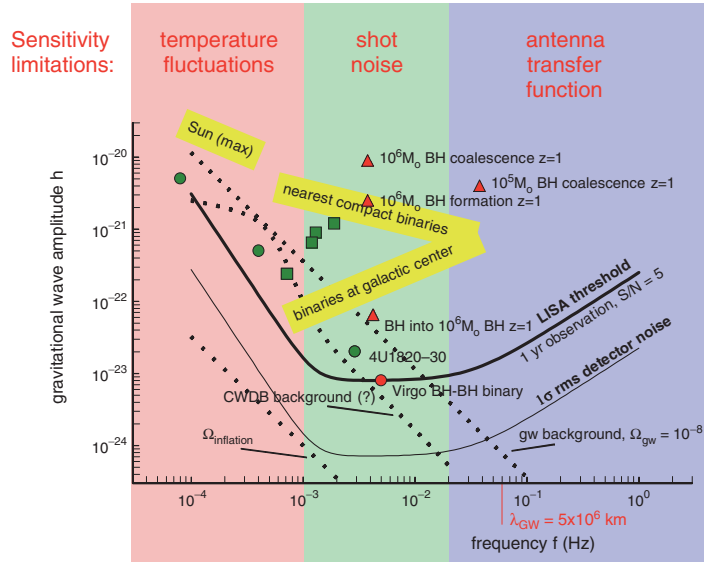 Sensitivity limitations:
temperature fluctuations
shot noise
antenna transfer function
gravitational wave amplitude h
10⁻²⁰
10⁻²¹
10⁻²²
10⁻²³
10⁻²⁴
Sun (max)
nearest compact binaries
binaries at galactic center
10⁶Mₒ BH coalescence z=1
10⁵Mₒ BH coalescence z=1
10⁶Mₒ BH formation z=1
BH into 10⁶Mₒ BH z=1
4U1820–30
Virgo BH-BH binary
CWDB background (?)
LISA threshold
1 yr observation, S/N = 5
1σ rms detector noise
Ωinflation
gw background, Ωgw = 10⁻⁸
10⁻⁴
10⁻³
10⁻²
10⁻¹
10⁰
λGW = 5x10⁶ km
frequency f (Hz)